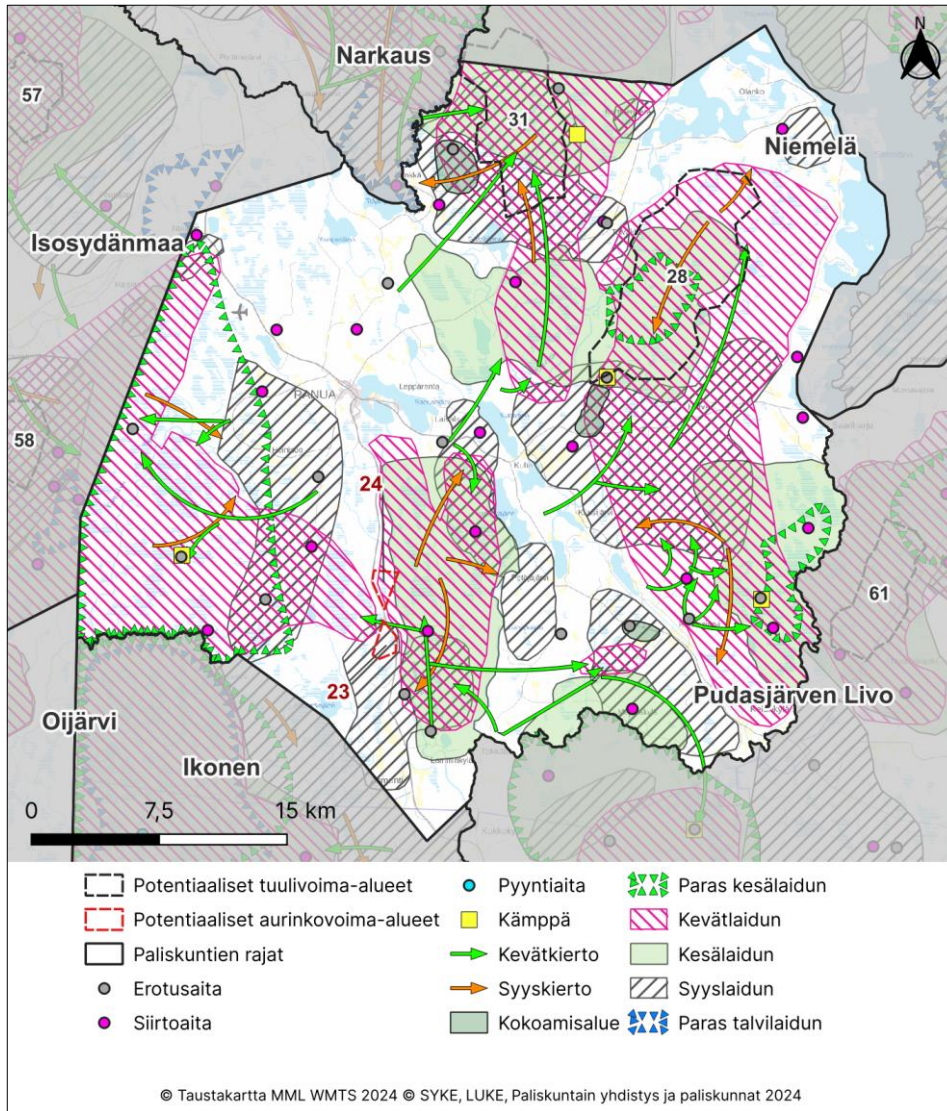 Narkaus
N
57
31
Olanko
Niemelä
Isosydänmaa
28
RANUA
Leppäranta
58
24
61
23
Pudasjärven Livo
Oijärvi
Ikonen
0 7,5 15 km
Potentiaaliset tuulivoima-alueet
Potentiaaliset aurinkovoima-alueet
Paliskuntien rajat
Erotusaita
Siirtoaita
Pyyntiaita
Kämppä
Kevätkierto
Syyskierto
Kokoamisalue
Paras kesälaidun
Kevätlaidun
Kesälaidun
Syyslaidun
Paras talvilaidun
© Taustakartta MML WMTS 2024 © SYKE, LUKE, Paliskuntain yhdistys ja paliskunnat 2024